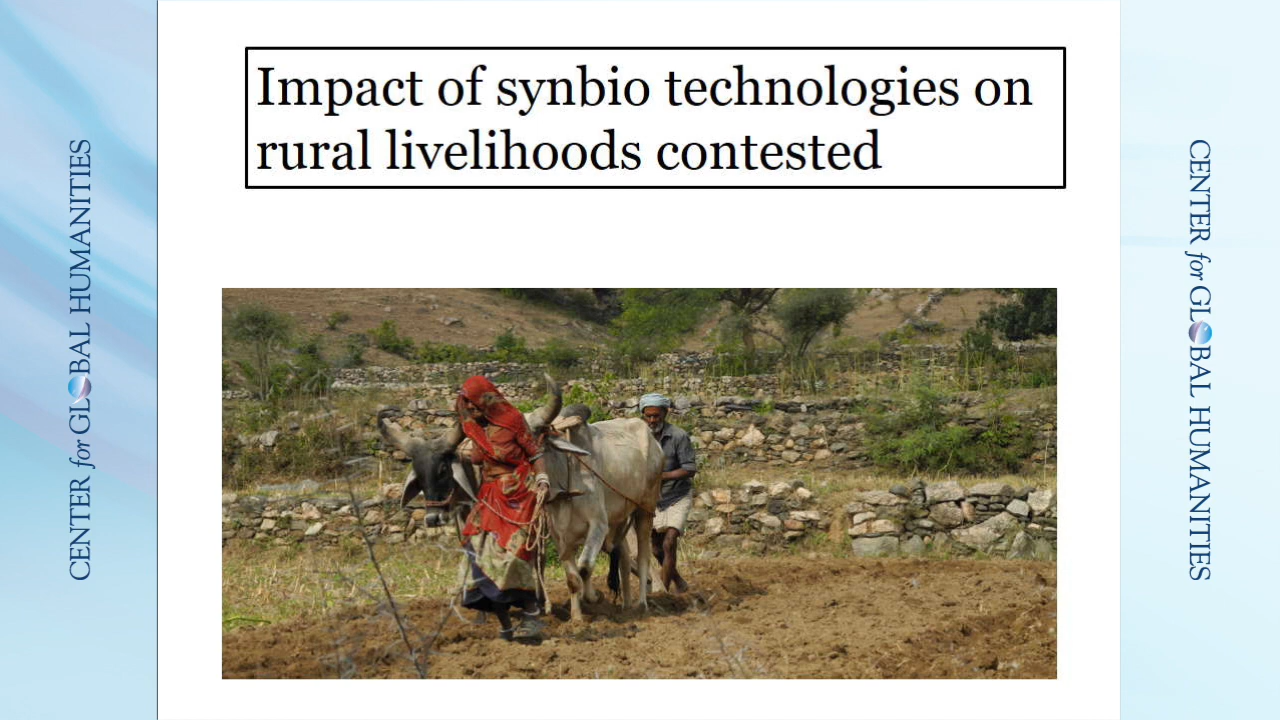 Impact of synbio technologies on
rural livelihoods contested
CENTER for GLOBAL HUMANITIES
CENTER for GLOBAL HUMANITIES